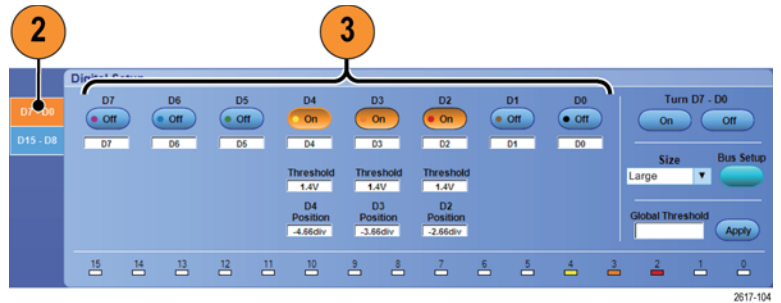 2 3
Digital Setup
D7 - D0
D15 - D8
D7 D6 D5 D4 D3 D2 D1 D0
Off Off Off On On On Off Off
D7 D6 D5 D4 D3 D2 D1 D0
Threshold Threshold Threshold
1.4V 1.4V 1.4V
D4 D3 D2
Position Position Position
-4.66div -3.66div -2.66div
Turn D7 - D0
On Off
Size Bus Setup
Large
Global Threshold
Apply
15 14 13 12 11 10 9 8 7 6 5 4 3 2 1 0
2617-104